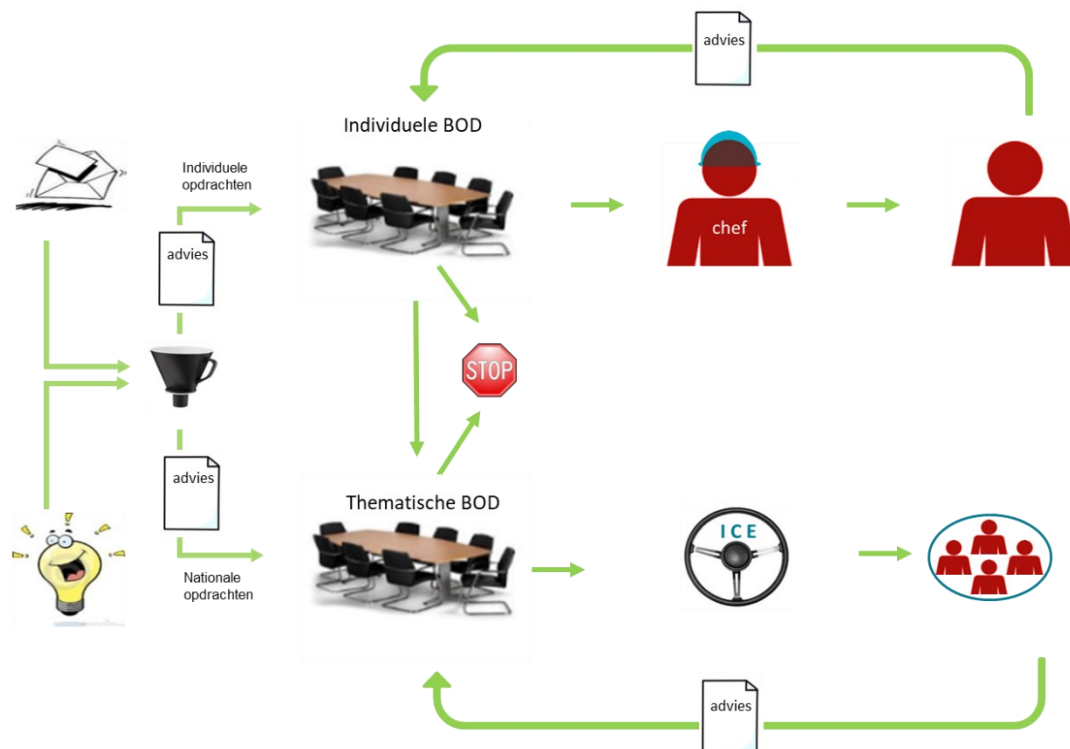 advies
Individuele BOD
Individuele
opdrachten
chef
advies
STOP
advies
Thematische BOD
ICE
Nationale
opdrachten
advies